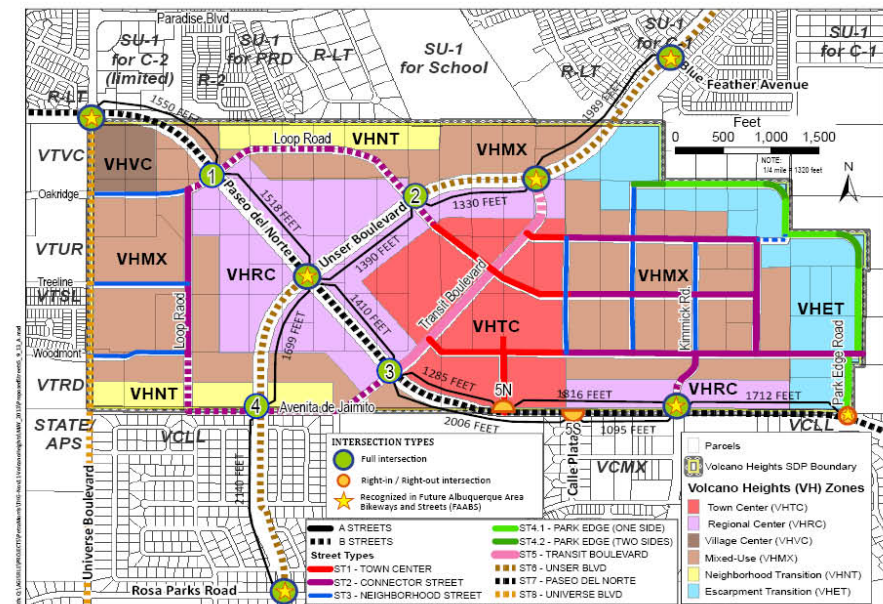 Paradise Blvd
SU-1
for C-2
(limited)
SU-1
for PRD
R-2
R-LT
SU-1
for School
R-LT
SU-1
for C-1
SU-1
for C-1
R-LT
Blue
Feather Avenue
1550 FEET
1989 FEET
Feet
0 500 1,000 1,500
NOTE:
1/4 mile = 1320 feet
N
VTVC
VHVC
Loop Road
VHNT
VHMX
Oakridge
1
2
Paseo del Norte
1518 FEET
1330 FEET
VTUR
VHMX
VHRC
Unser Boulevard
1390 FEET
VHMX
Treeline
VTSL
Loop Raod
1410 FEET
Transit Boulevard
VHTC
Kimmick Rd.
VHET
1699 FEET
Woodmont
3
VTRD
VHNT
1285 FEET
5N
1816 FEET
VHRC
1712 FEET
Park Edge Road
4
Avenita de Jaimito
2006 FEET
5S
1095 FEET
VCLL
STATE/
APS
VCLL
Calle Plata
VCMX
2140 FEET
Universe Boulevard
Rosa Parks Road
INTERSECTION TYPES
Full intersection
Right-in / Right-out intersection
Recognized in Future Albuquerque Area
Bikeways and Streets (FAABS)
A STREETS
B STREETS
Street Types
ST1 - TOWN CENTER
ST2 - CONNECTOR STREET
ST3 - NEIGHBORHOOD STREET
ST4.1 - PARK EDGE (ONE SIDE)
ST4.2 - PARK EDGE (TWO SIDES)
ST5 - TRANSIT BOULEVARD
ST6 - UNSER BLVD
ST7 - PASEO DEL NORTE
ST8 - UNIVERSE BLVD
Parcels
Volcano Heights SDP Boundary
Volcano Heights (VH) Zones
Town Center (VHTC)
Regional Center (VHRC)
Village Center (VHVC)
Mixed-Use (VHMX)
Neighborhood Transition (VHNT)
Escarpment Transition (VHET)